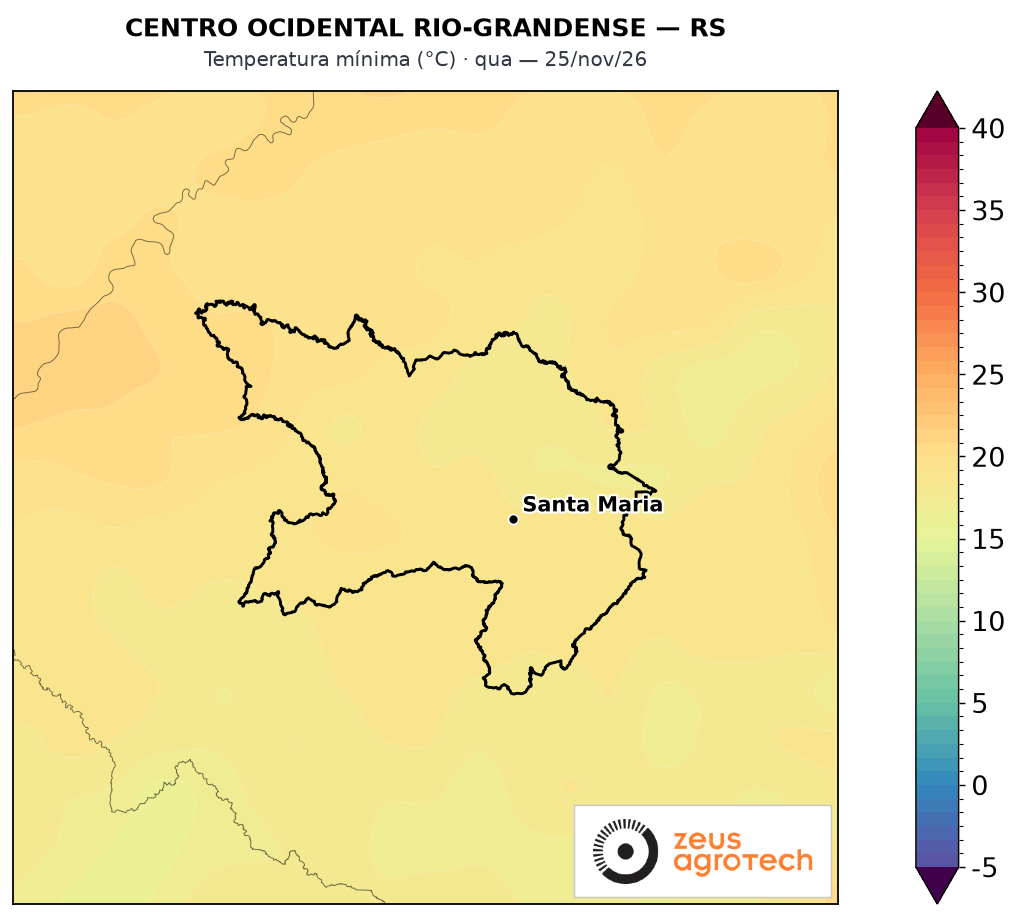 CENTRO OCIDENTAL RIO-GRANDENSE — RS
Temperatura mínima (°C) · qua — 25/nov/26
40
35
30
25
20
15
10
5
0
-5
Santa Maria
zeus
agrotech